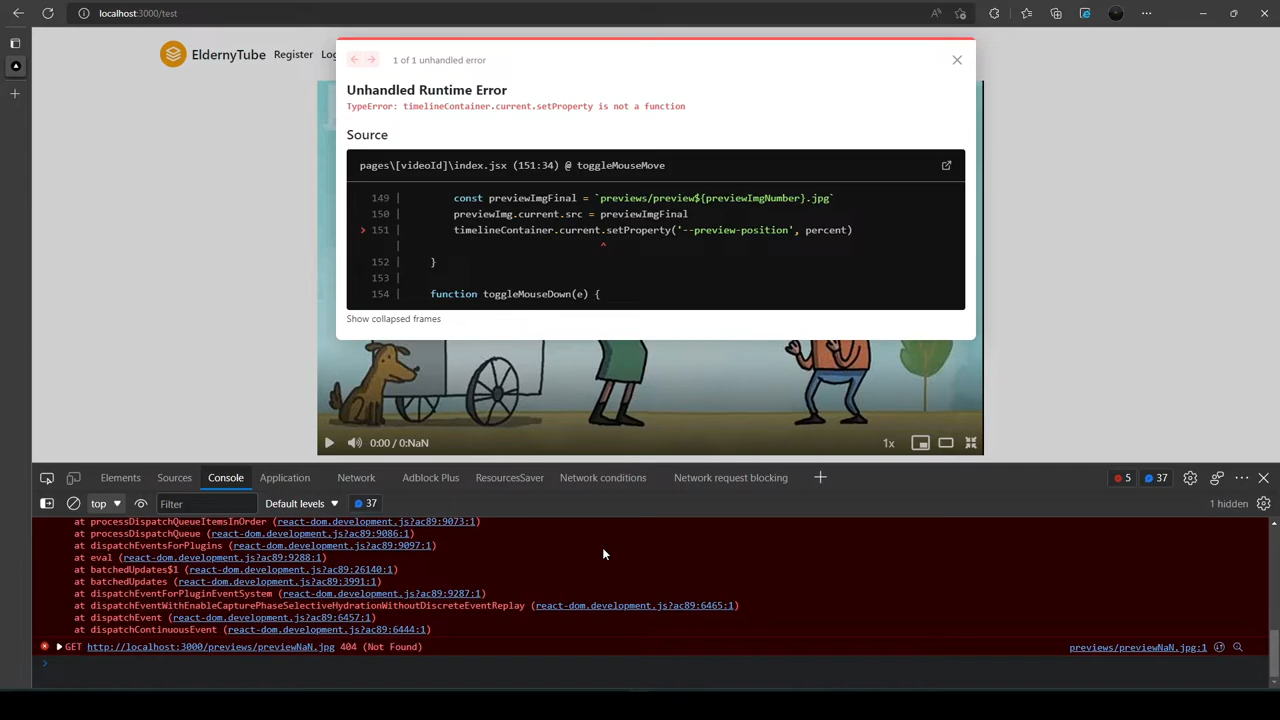 localhost:3000/test
EldernyTube Register
1 of 1 unhandled error
Unhandled Runtime Error
TypeError: timelineContainer.current.setProperty is not a function
Source
pages\[videoId]\index.jsx (151:34) @ toggleMouseMove
149 | const previewImgFinal = `previews/preview${previewImgNumber}.jpg`
150 | previewImg.current.src = previewImgFinal
> 151 | timelineContainer.current.setProperty('--preview-position', percent)
| ^
152 | }
153 |
154 | function toggleMouseDown(e) {
Show collapsed frames
0:00 / 0:NaN 1x
Elements Sources Console Application Network Adblock Plus ResourcesSaver Network conditions Network request blocking 5 37
top Filter Default levels 37 1 hidden
at processDispatchQueueItemsInOrder (react-dom.development.js?ac89:9073:1)
at processDispatchQueue (react-dom.development.js?ac89:9086:1)
at dispatchEventsForPlugins (react-dom.development.js?ac89:9097:1)
at eval (react-dom.development.js?ac89:9288:1)
at batchedUpdates$1 (react-dom.development.js?ac89:26140:1)
at batchedUpdates (react-dom.development.js?ac89:3991:1)
at dispatchEventForPluginEventSystem (react-dom.development.js?ac89:9287:1)
at dispatchEventWithEnableCapturePhaseSelectiveHydrationWithoutDiscreteEventReplay (react-dom.development.js?ac89:6465:1)
at dispatchEvent (react-dom.development.js?ac89:6457:1)
at dispatchContinuousEvent (react-dom.development.js?ac89:6444:1)
GET http://localhost:3000/previews/previewNaN.jpg 404 (Not Found) previews/previewNaN.jpg:1